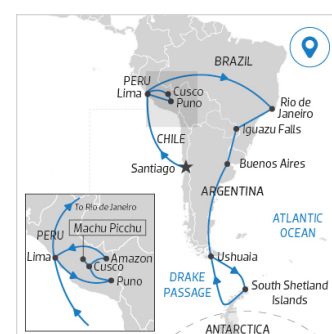 BRAZIL
PERU
Lima
Cusco
Puno
Rio de
Janeiro
Iguazu Falls
CHILE
Santiago
Buenos Aires
ARGENTINA
ATLANTIC
OCEAN
To Rio de Janeiro
Machu Picchu
PERU
Lima
Amazon
Cusco
Puno
Ushuaia
DRAKE
PASSAGE
South Shetland
Islands
ANTARCTICA